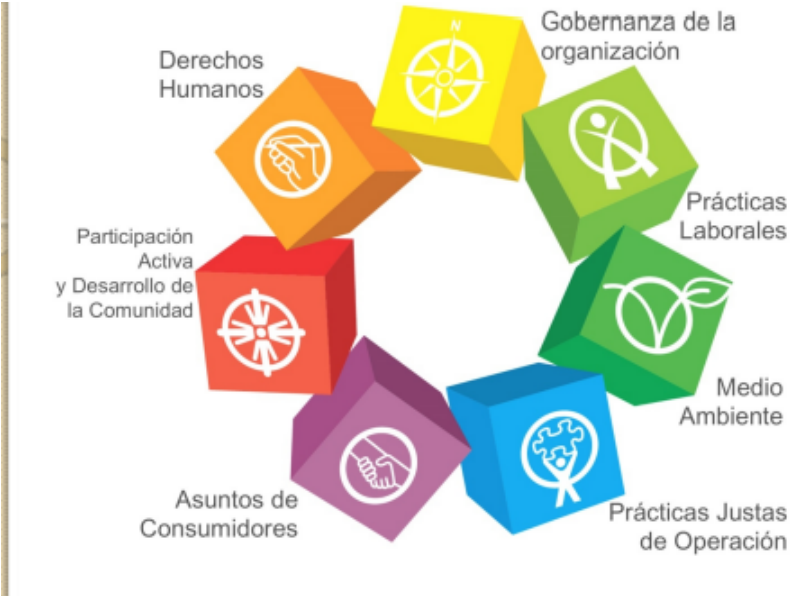 Gobernanza de la
organización
Derechos
Humanos
N
Prácticas
Laborales
Participación
Activa
y Desarrollo de
la Comunidad
Medio
Ambiente
Asuntos de
Consumidores
Prácticas Justas
de Operación